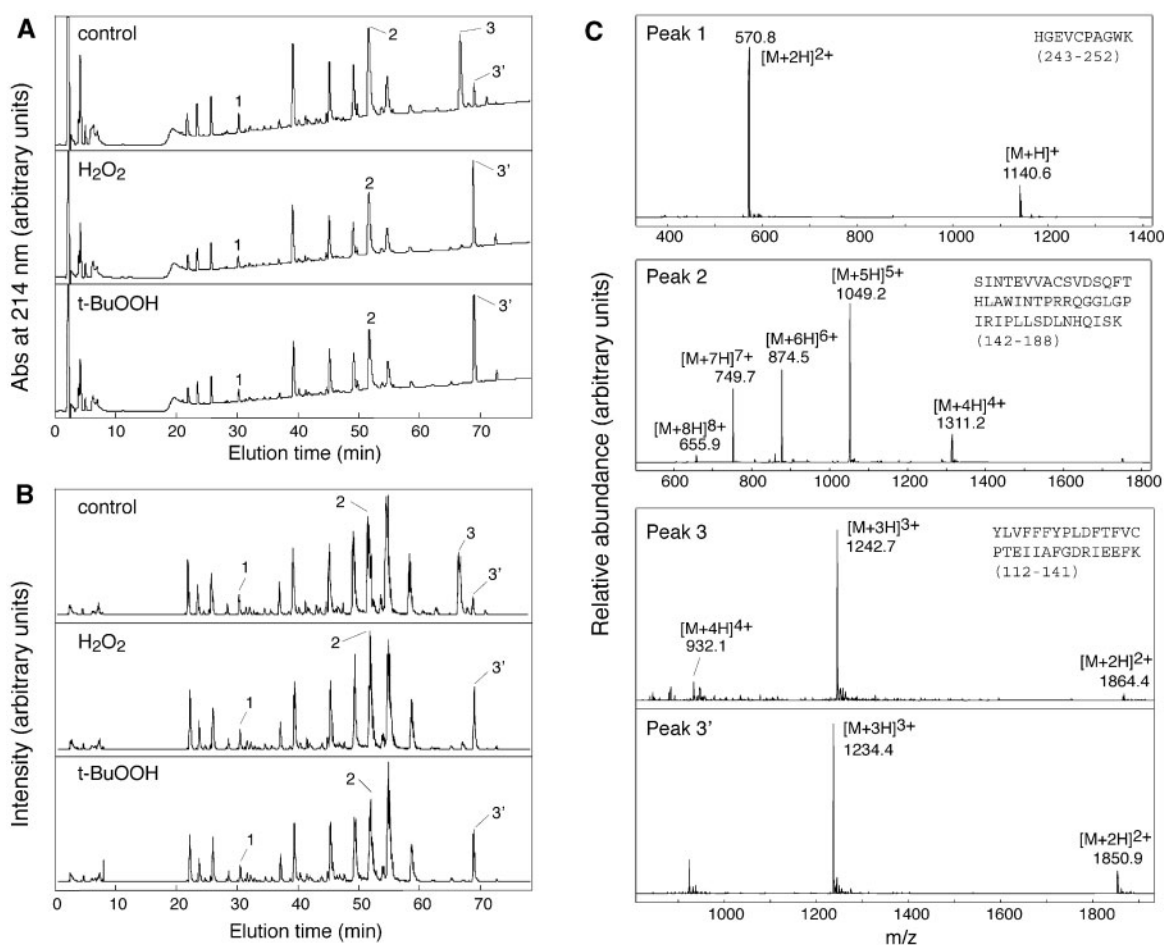 A
control
1
2
3
3'
H2O2
1
2
3'
t-BuOOH
1
2
3'
Abs at 214 nm (arbitrary units)
0 10 20 30 40 50 60 70
Elution time (min)
B
control
1
2
3
3'
H2O2
1
2
3'
t-BuOOH
1
2
3'
Intensity (arbitrary units)
0 10 20 30 40 50 60 70
Elution time (min)
C
Peak 1
570.8
[M+2H]2+
HGEVCPAGWK
(243-252)
[M+H]+
1140.6
400 600 800 1000 1200 1400
Peak 2
[M+5H]5+
1049.2
SINTEVVACSVDSQFT
HLAWINTPRRQGGLGP
IRIPLLSDLNHQISK
(142-188)
[M+6H]6+
874.5
[M+7H]7+
749.7
[M+8H]8+
655.9
[M+4H]4+
1311.2
600 800 1000 1200 1400 1600 1800
Relative abundance (arbitrary units)
Peak 3
[M+3H]3+
1242.7
YLVFFFYPLDFTFVC
PTEIIAFGDRIEEFK
(112-141)
[M+4H]4+
932.1
[M+2H]2+
1864.4
Peak 3'
[M+3H]3+
1234.4
[M+2H]2+
1850.9
1000 1200 1400 1600 1800
m/z